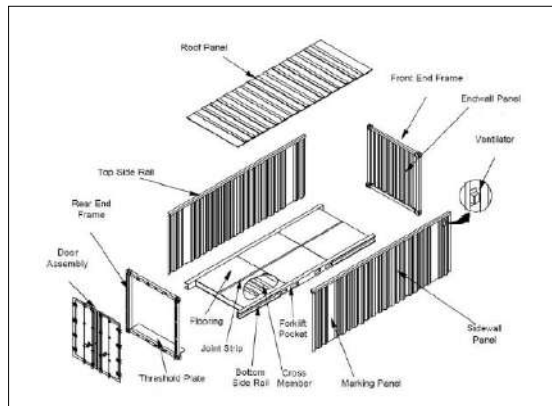 Roof Panel
Front End Frame
Endwall Panel
Ventilator
Top Side Rail
Rear End
Frame
Door
Assembly
Flooring
Joint Strip
Forklift
Pocket
Sidewall
Panel
Threshold Plate
Bottom
Side Rail
Cross
Member
Marking Panel